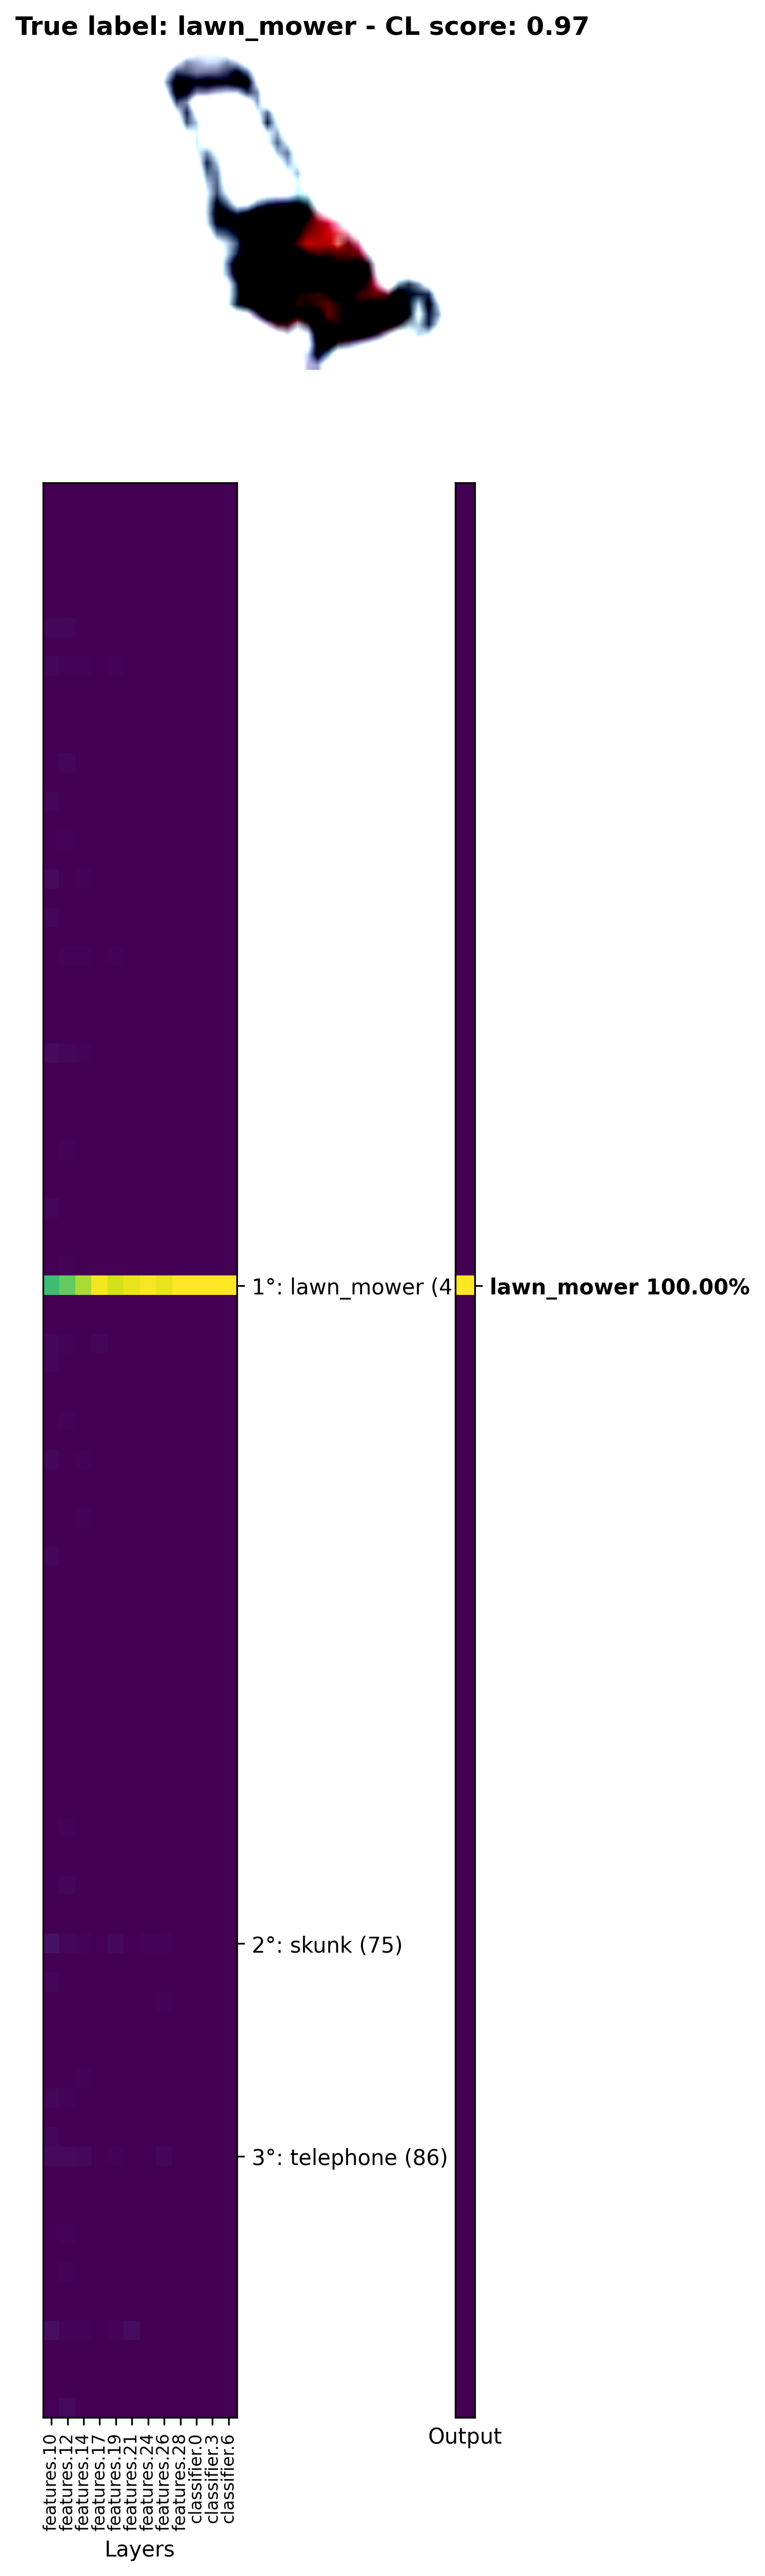 True label: lawn_mower - CL score: 0.97
1°: lawn_mower (4
lawn_mower 100.00%
2°: skunk (75)
3°: telephone (86)
features.10
features.12
features.14
features.17
features.19
features.21
features.24
features.26
features.28
classifier.0
classifier.3
classifier.6
Layers
Output